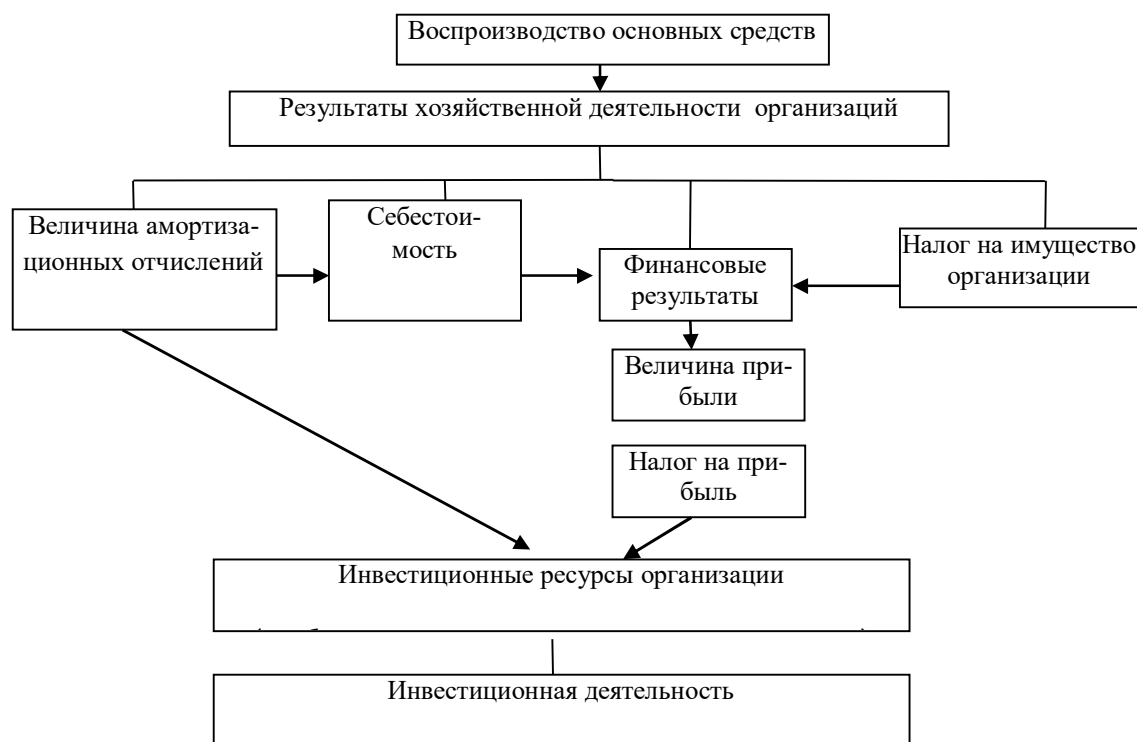 Воспроизводство основных средств
Результаты хозяйственной деятельности организаций
Величина амортиза-
ционных отчислений
Себестои-
мость
Финансовые
результаты
Налог на имущество
организации
Величина при-
были
Налог на при-
быль
Инвестиционные ресурсы организации
Инвестиционная деятельность